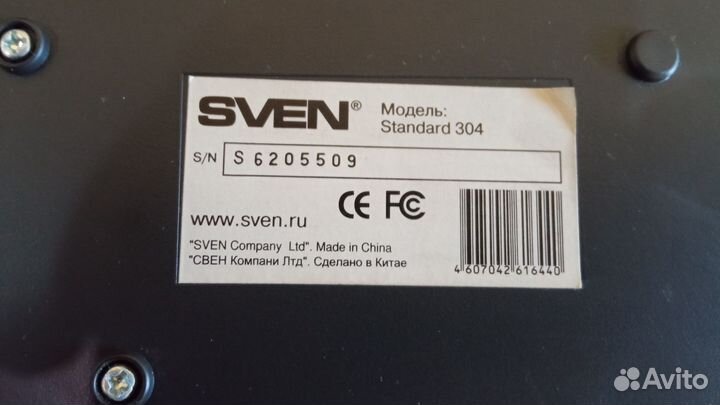 SVEN®
Модель:
Standard 304
S/N S 6205509
CE FC
www.sven.ru
"SVEN Company Ltd". Made in China
"СВЕН Компани Лтд". Сделано в Китае
4 607042 616440
Avito